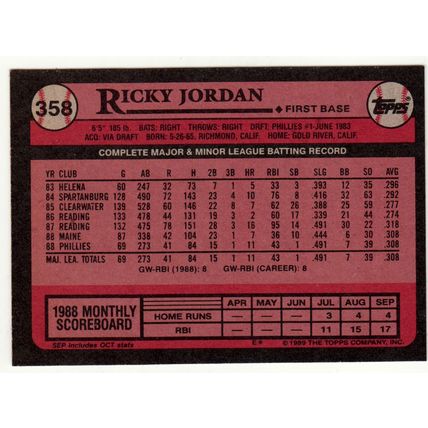 358
RICKY JORDAN
◆ FIRST BASE
Topps
6'5" 185 lb. BATS: RIGHT THROWS: RIGHT DRFT: PHILLIES #1-JUNE 1983
ACQ: VIA DRAFT BORN: 5-26-65, RICHMOND, CALIF. HOME: GOLD RIVER, CALIF.
COMPLETE MAJOR & MINOR LEAGUE BATTING RECORD
YR CLUB G AB R H 2B 3B HR RBI SB SLG BB SO AVG
83 HELENA 60 247 32 73 7 1 5 33 3 .393 12 35 .296
84 SPARTANBURG 128 490 72 143 23 4 10 76 8 .416 32 63 .292
85 CLEARWATER 139 528 60 146 22 8 7 62 26 .388 25 59 .277
86 READING 133 478 44 131 19 3 2 60 17 .339 21 44 .274
87 READING 132 475 78 151 28 3 16 95 14 .491 28 22 .318
88 MAINE 87 338 42 104 23 1 7 36 10 .444 6 30 .308
88 PHILLIES 69 273 41 84 15 1 11 43 1 .491 7 39 .308
MAJ. LEA. TOTALS 69 273 41 84 15 1 11 43 1 .491 7 39 .308
GW-RBI (1988): 8 GW-RBI (CAREER): 8
1988 MONTHLY SCOREBOARD
APR MAY JUN JUL AUG SEP
HOME RUNS — — — 3 4 4
RBI — — — 11 15 17
SEP includes OCT stats
E*
© 1989 THE TOPPS COMPANY, INC.